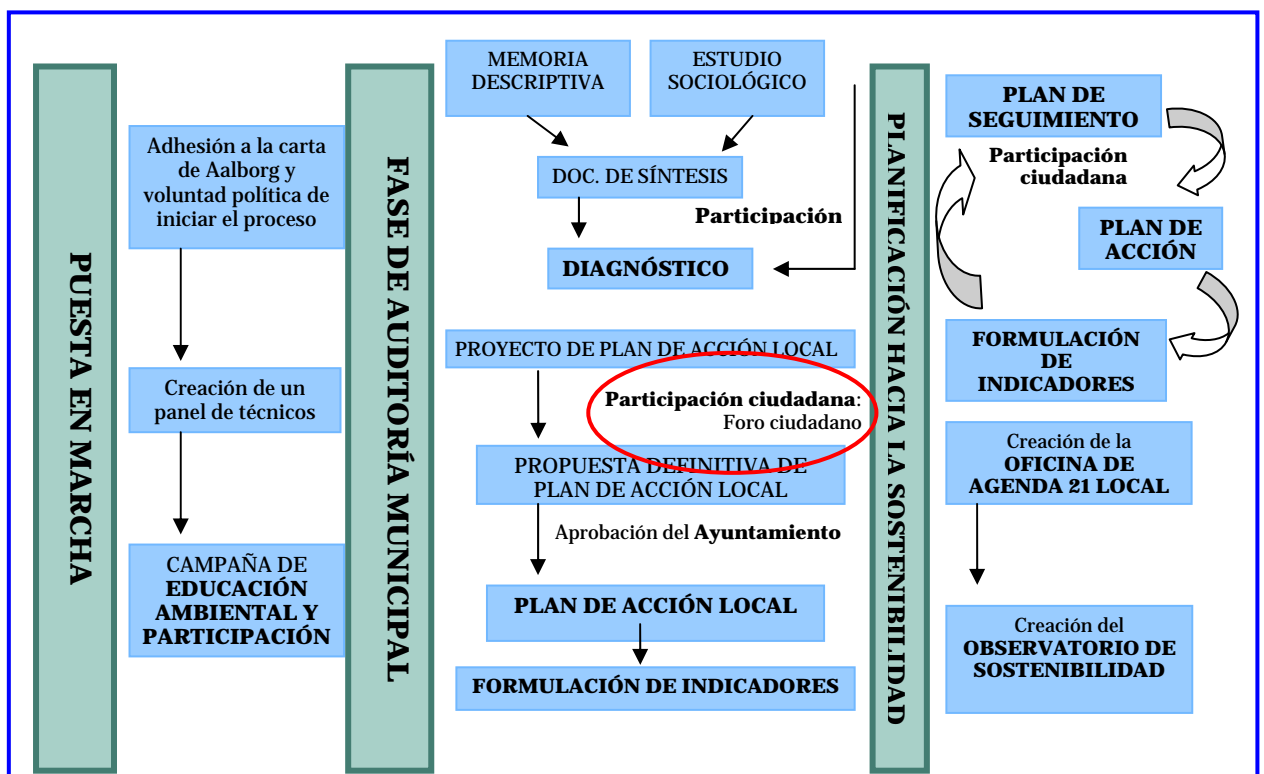 PUESTA EN MARCHA
Adhesión a la carta
de Aalborg y
voluntad política de
iniciar el proceso
Creación de un
panel de técnicos
CAMPAÑA DE
EDUCACIÓN
AMBIENTAL Y
PARTICIPACIÓN
FASE DE AUDITORÍA MUNICIPAL
MEMORIA
DESCRIPTIVA
ESTUDIO
SOCIOLÓGICO
DOC. DE SÍNTESIS
Participación
DIAGNÓSTICO
PROYECTO DE PLAN DE ACCIÓN LOCAL
Participación ciudadana:
Foro ciudadano
PROPUESTA DEFINITIVA DE
PLAN DE ACCIÓN LOCAL
Aprobación del Ayuntamiento
PLAN DE ACCIÓN LOCAL
FORMULACIÓN DE INDICADORES
PLANIFICACIÓN HACIA LA SOSTENIBILIDAD
PLAN DE
SEGUIMIENTO
Participación
ciudadana
PLAN DE
ACCIÓN
FORMULACIÓN
DE
INDICADORES
Creación de la
OFICINA DE
AGENDA 21 LOCAL
Creación del
OBSERVATORIO DE
SOSTENIBILIDAD